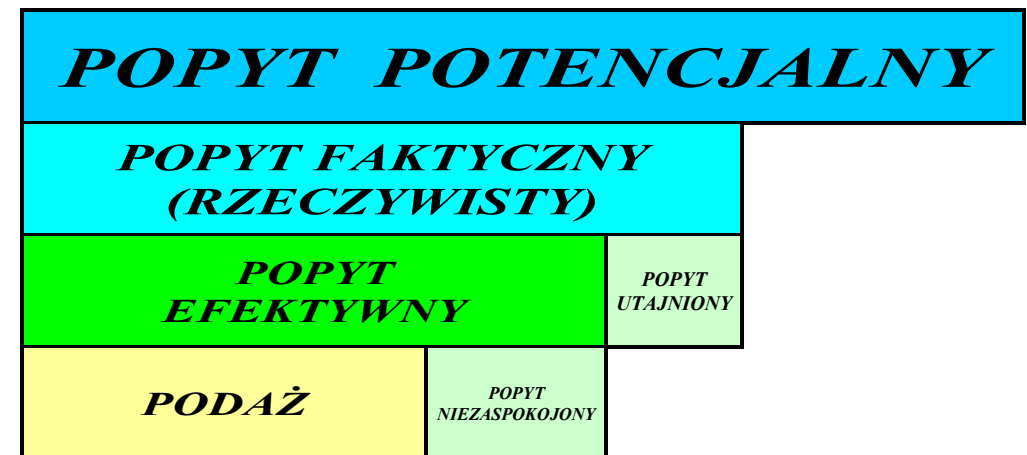 POPYT POTENCJALNY
POPYT FAKTYCZNY
(RZECZYWISTY)
POPYT
EFEKTYWNY
POPYT
UTAJNIONY
PODAŻ
POPYT
NIEZASPOKOJONY